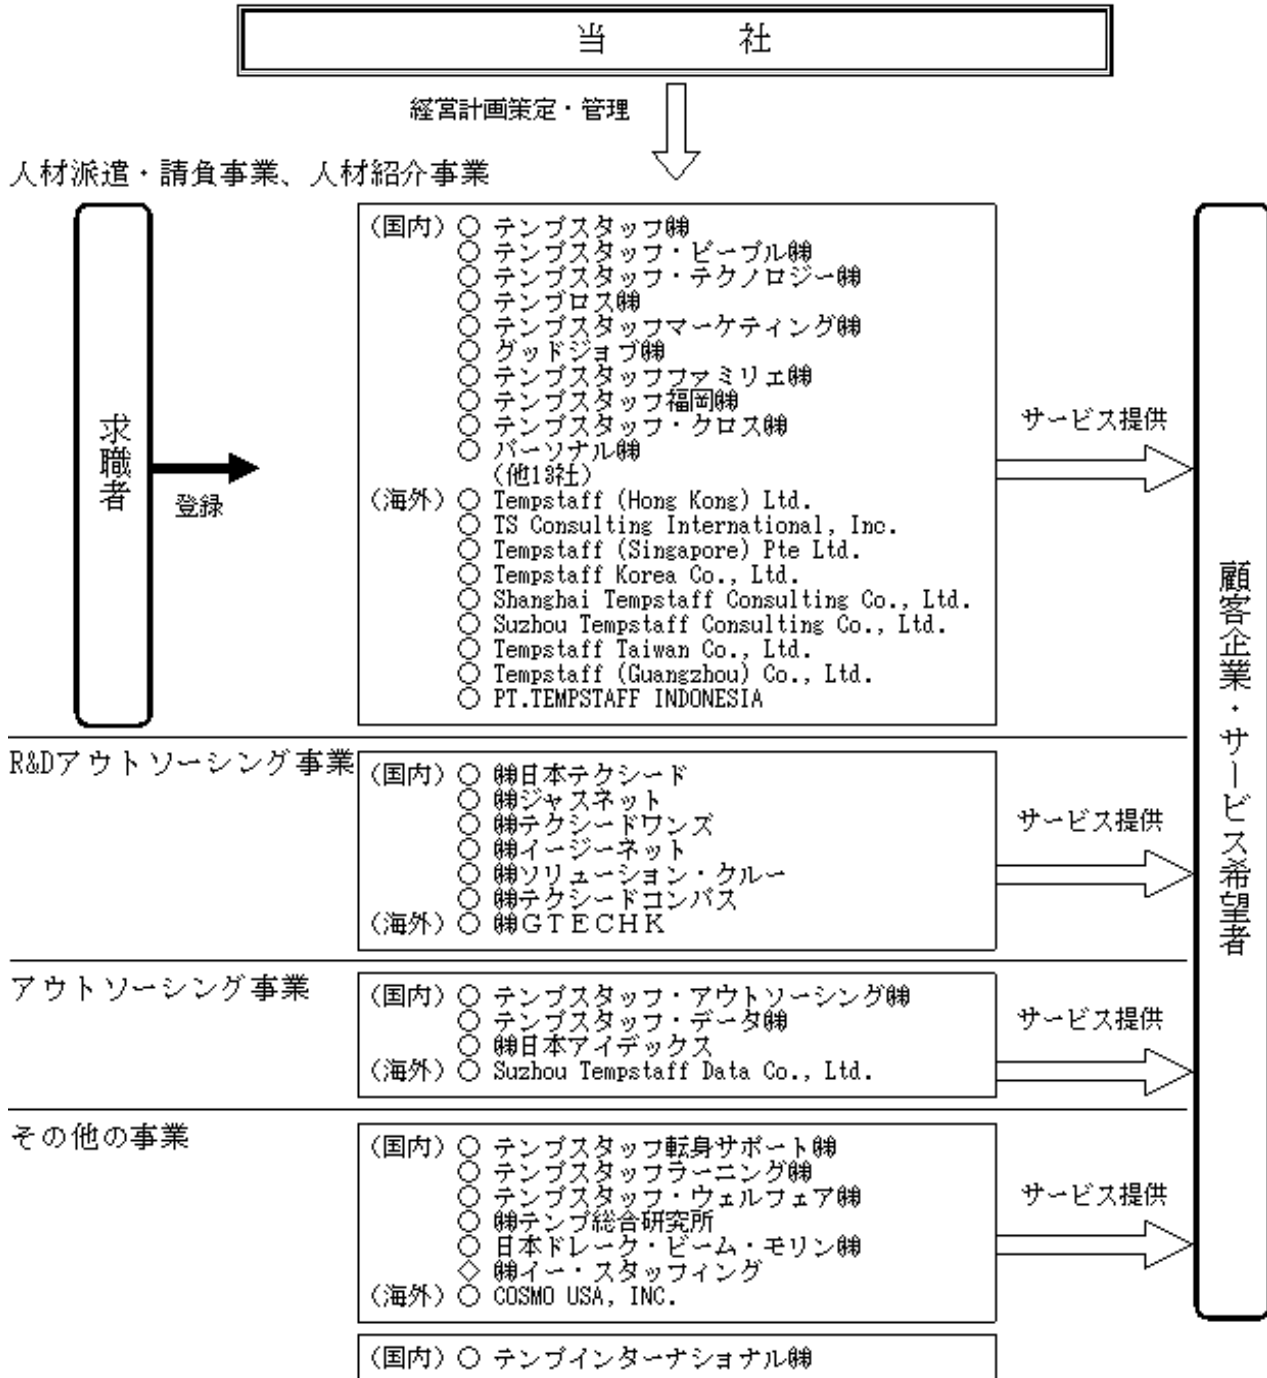 当　社
経営計画策定・管理
人材派遣・請負事業、人材紹介事業
求職者
登録
（国内）○ テンプスタッフ㈱
○ テンプスタッフ・ピープル㈱
○ テンプスタッフ・テクノロジー㈱
○ テンプロス㈱
○ テンプスタッフマーケティング㈱
○ グッドジョブ㈱
○ テンプスタッフファミリエ㈱
○ テンプスタッフ福岡㈱
○ テンプスタッフ・クロス㈱
○ パーソナル㈱
（他13社）
（海外）○ Tempstaff (Hong Kong) Ltd.
○ TS Consulting International, Inc.
○ Tempstaff (Singapore) Pte Ltd.
○ Tempstaff Korea Co., Ltd.
○ Shanghai Tempstaff Consulting Co., Ltd.
○ Suzhou Tempstaff Consulting Co., Ltd.
○ Tempstaff Taiwan Co., Ltd.
○ Tempstaff (Guangzhou) Co., Ltd.
○ PT.TEMPSTAFF INDONESIA
サービス提供
顧客企業・サービス希望者
R&Dアウトソーシング事業
（国内）○ ㈱日本テクシード
○ ㈱ジャスネット
○ ㈱テクシードワンズ
○ ㈱イージーネット
○ ㈱ソリューション・クルー
○ ㈱テクシードコンパス
（海外）○ ㈱ＧＴＥＣＨＫ
サービス提供
アウトソーシング事業
（国内）○ テンプスタッフ・アウトソーシング㈱
○ テンプスタッフ・データ㈱
○ ㈱日本アイデックス
（海外）○ Suzhou Tempstaff Data Co., Ltd.
サービス提供
その他の事業
（国内）○ テンプスタッフ転身サポート㈱
○ テンプスタッフラーニング㈱
○ テンプスタッフ・ウェルフェア㈱
○ ㈱テンプ総合研究所
○ 日本ドレーク・ビーム・モリン㈱
◇ ㈱イー・スタッフィング
（海外）○ COSMO USA, INC.
サービス提供
（国内）○ テンプインターナショナル㈱